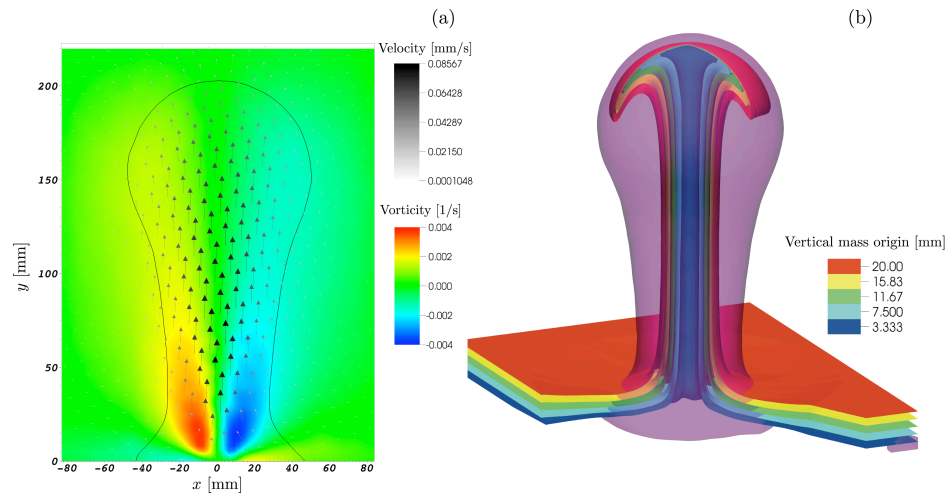 (a)
(b)
Velocity [mm/s]
0.08567
0.06428
0.04289
0.02150
0.0001048
Vorticity [1/s]
0.004
0.002
0.000
-0.002
-0.004
200
150
100
50
0
y [mm]
-80 -60 -40 -20 0 20 40 60 80
x [mm]
Vertical mass origin [mm]
20.00
15.83
11.67
7.500
3.333